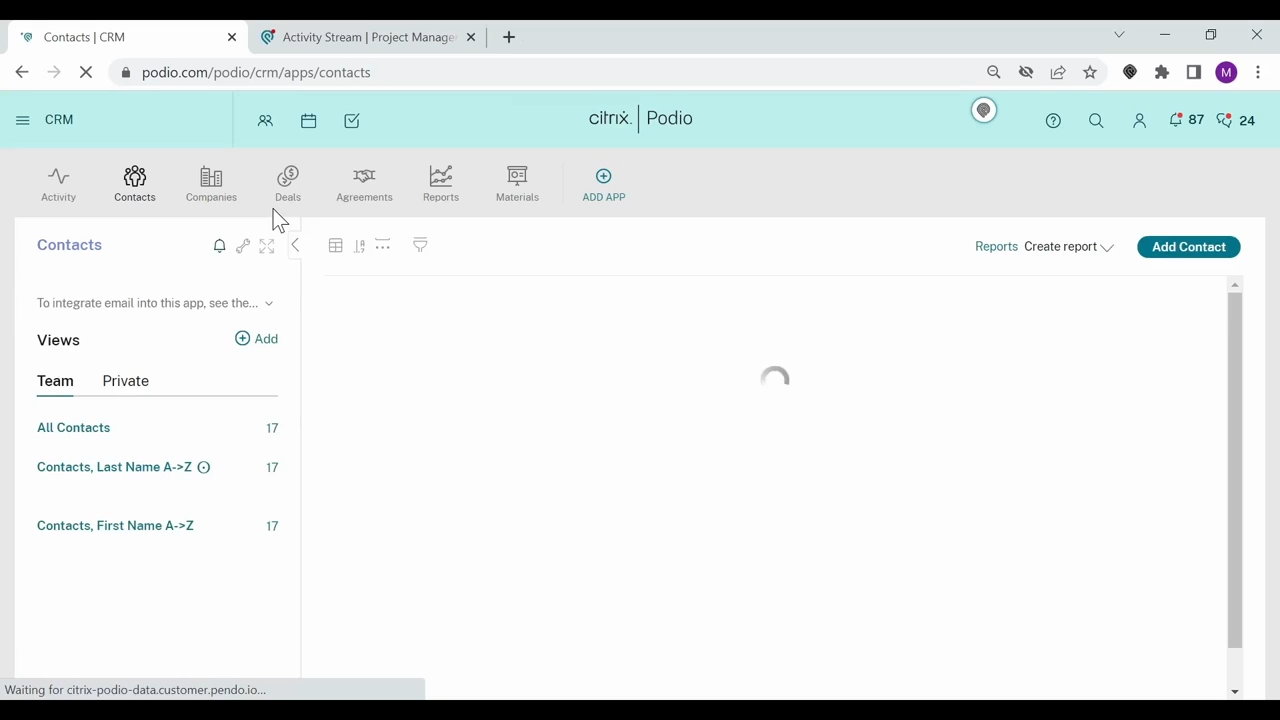 Contacts | CRM
Activity Stream | Project Manage
podio.com/podio/crm/apps/contacts
M
CRM
citrix. | Podio
87
24
Activity
Contacts
Companies
Deals
Agreements
Reports
Materials
ADD APP
Contacts
Reports Create report
Add Contact
To integrate email into this app, see the...
Views
Add
Team
Private
All Contacts 17
Contacts, Last Name A->Z 17
Contacts, First Name A->Z 17
Waiting for citrix-podio-data.customer.pendo.io...